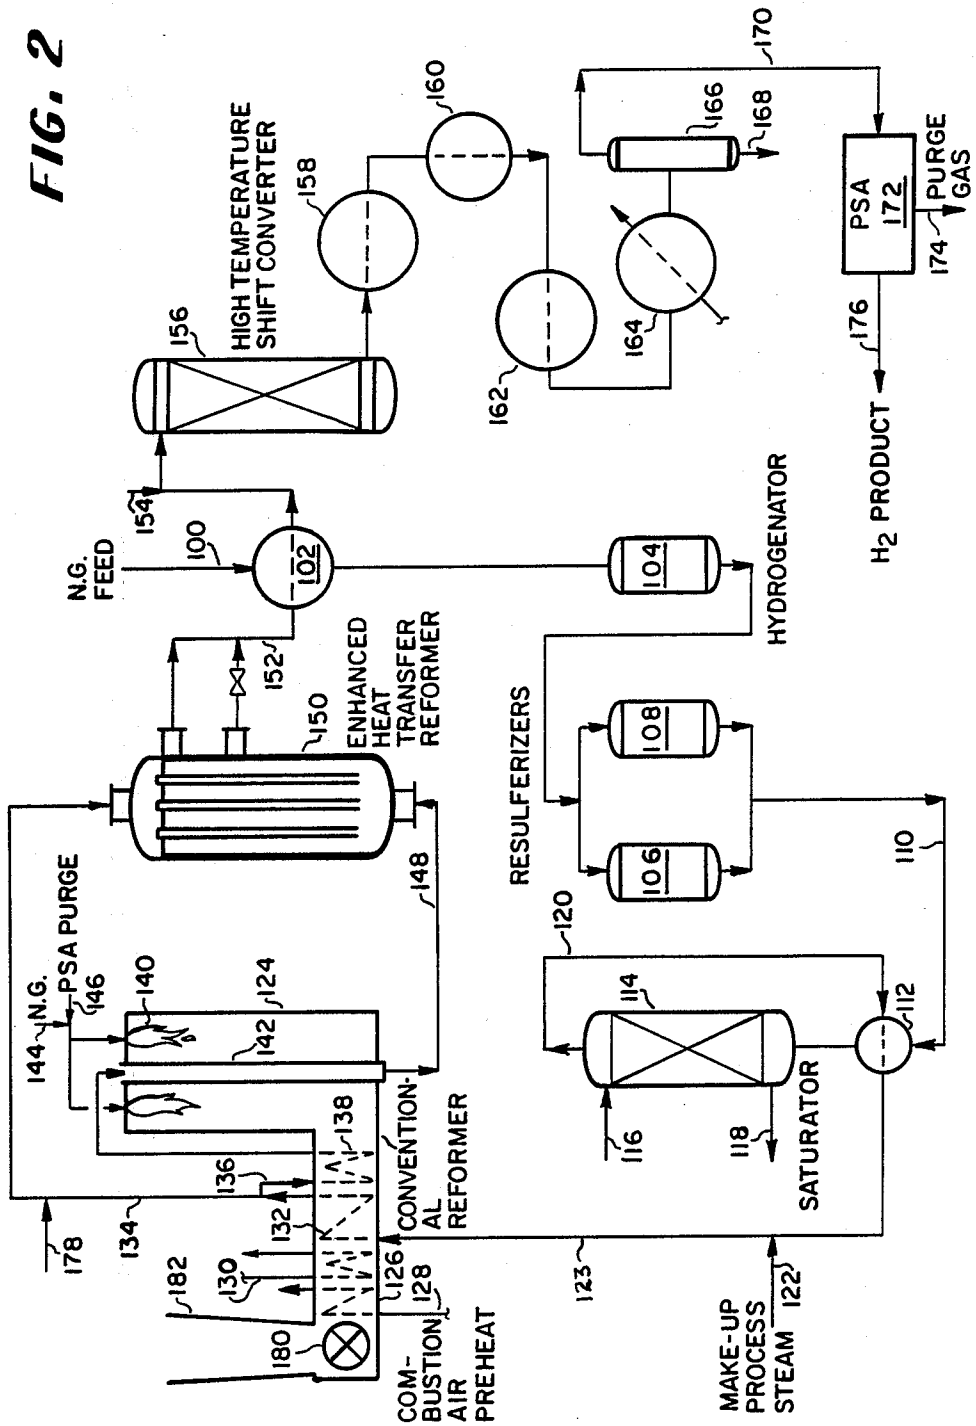 FIG. 2
N.G.
FEED
100
102
154
152
HIGH TEMPERATURE
SHIFT CONVERTER
156
158
160
162
164
166
168
170
PSA
172
174
PURGE
GAS
176
H2 PRODUCT
HYDROGENATOR
104
RESULFERIZERS
106
108
110
ENHANCED
HEAT
TRANSFER
REFORMER
150
148
144
N.G.
PSA PURGE
146
140
124
142
CONVENTION-
AL REFORMER
138
136
132
134
178
130
182
180
126
128
COM-
BUSTION
AIR
PREHEAT
123
MAKE-UP
PROCESS
STEAM
122
SATURATOR
114
116
118
120
112